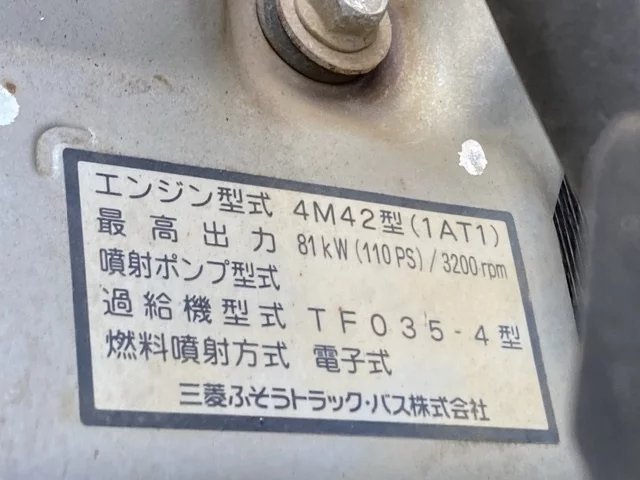 エンジン型式 4M42型(1AT1)
最高出力 81kW(110PS)/3200rpm
噴射ポンプ型式
過給機型式 TF035-4型
燃料噴射方式 電子式
三菱ふそうトラック・バス株式会社